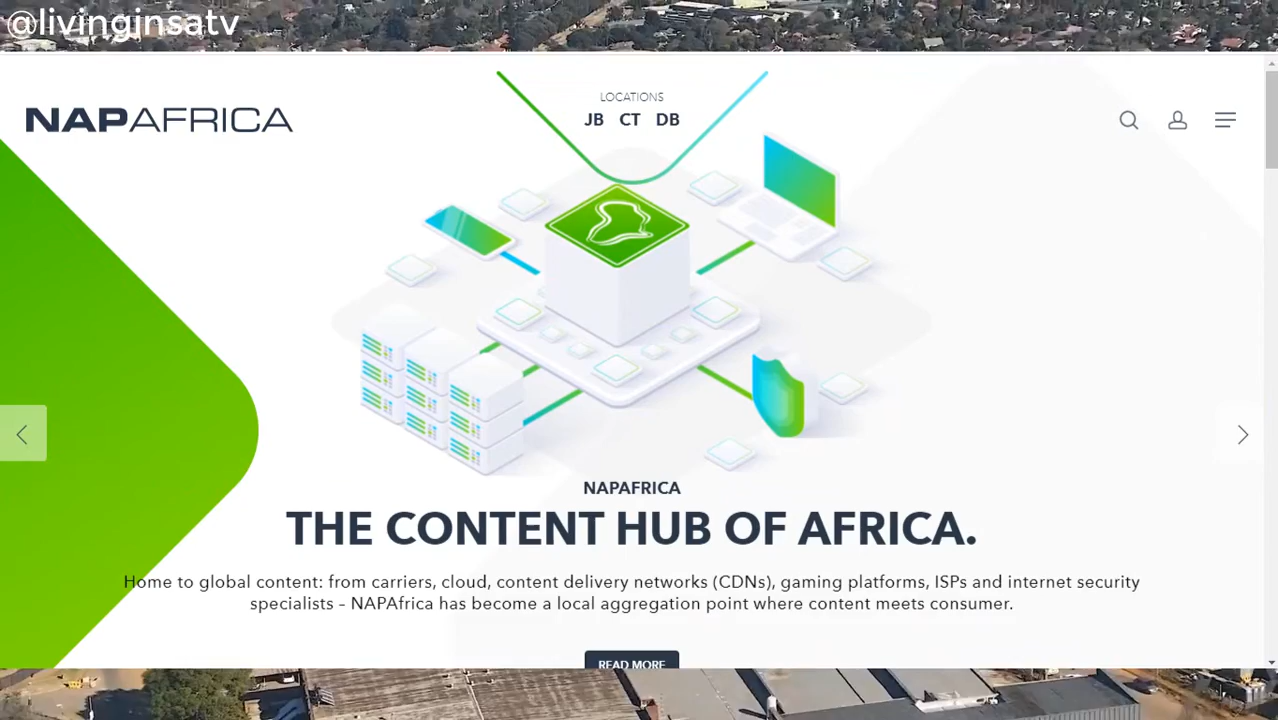 @livinginsatv
NAPAFRICA
LOCATIONS
JB CT DB
NAPAFRICA
THE CONTENT HUB OF AFRICA.
Home to global content: from carriers, cloud, content delivery networks (CDNs), gaming platforms, ISPs and internet security
specialists – NAPAfrica has become a local aggregation point where content meets consumer.
READ MORE